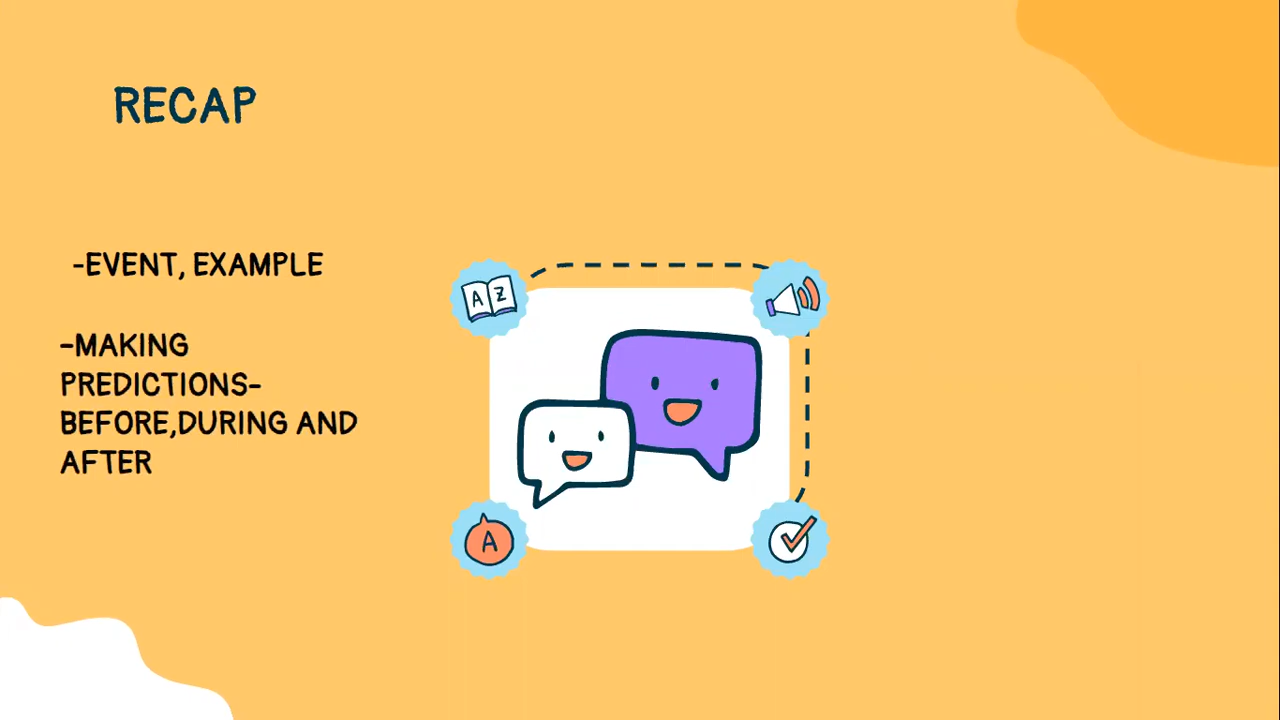 RECAP
-EVENT, EXAMPLE
-MAKING
PREDICTIONS-
BEFORE,DURING AND
AFTER
A Z
A